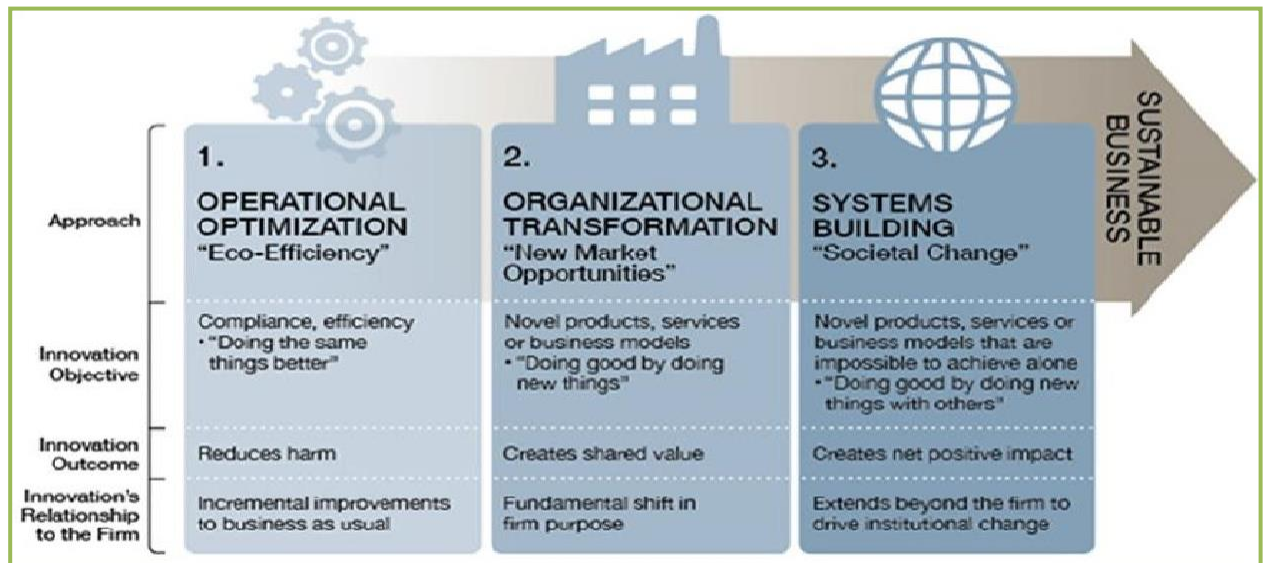 SUSTAINABLE
BUSINESS
Approach
1.
OPERATIONAL
OPTIMIZATION
"Eco-Efficiency"
2.
ORGANIZATIONAL
TRANSFORMATION
"New Market
Opportunities"
3.
SYSTEMS
BUILDING
"Societal Change"
Innovation
Objective
Compliance, efficiency
• "Doing the same
things better"
Novel products, services
or business models
• "Doing good by doing
new things"
Novel products, services or
business models that are
impossible to achieve alone
• "Doing good by doing new
things with others"
Innovation
Outcome
Reduces harm
Creates shared value
Creates net positive impact
Innovation's
Relationship
to the Firm
Incremental improvements
to business as usual
Fundamental shift in
firm purpose
Extends beyond the firm to
drive institutional change